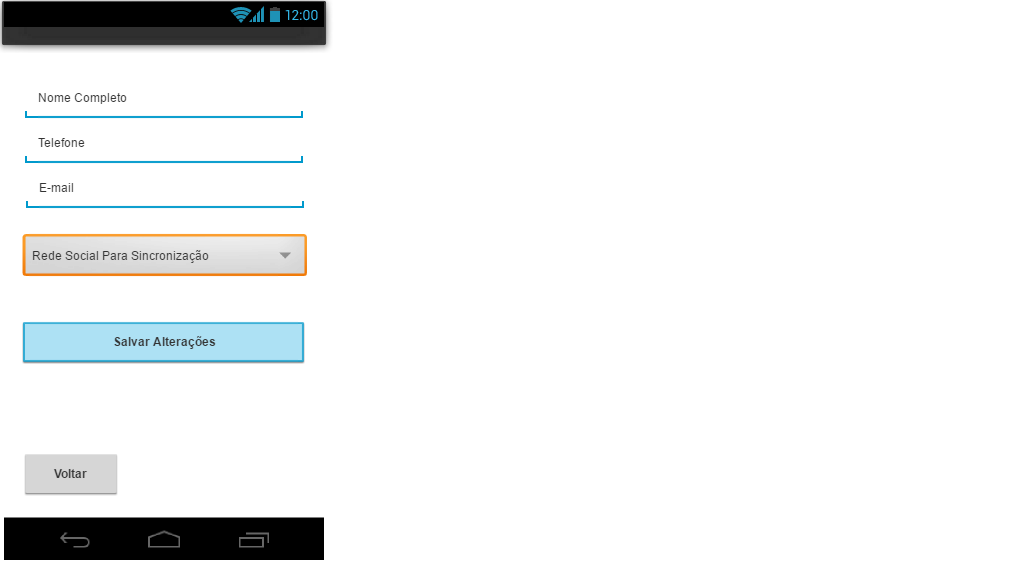 12:00
Nome Completo
Telefone
E-mail
Rede Social Para Sincronização
Salvar Alterações
Voltar